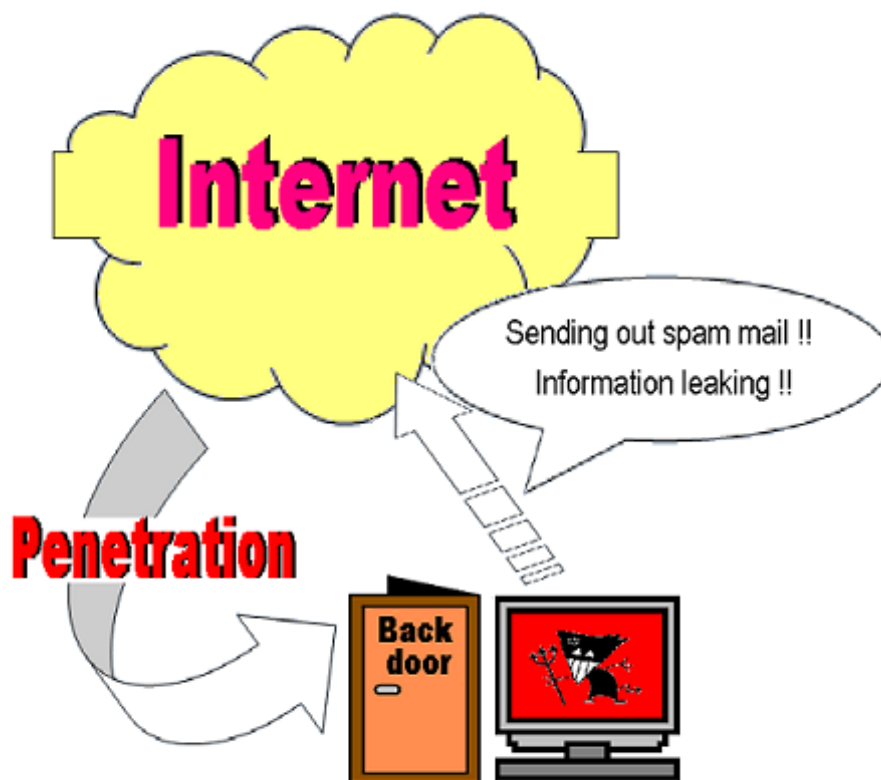 Internet
Sending out spam mail !!
Information leaking !!
Penetration
Back
door